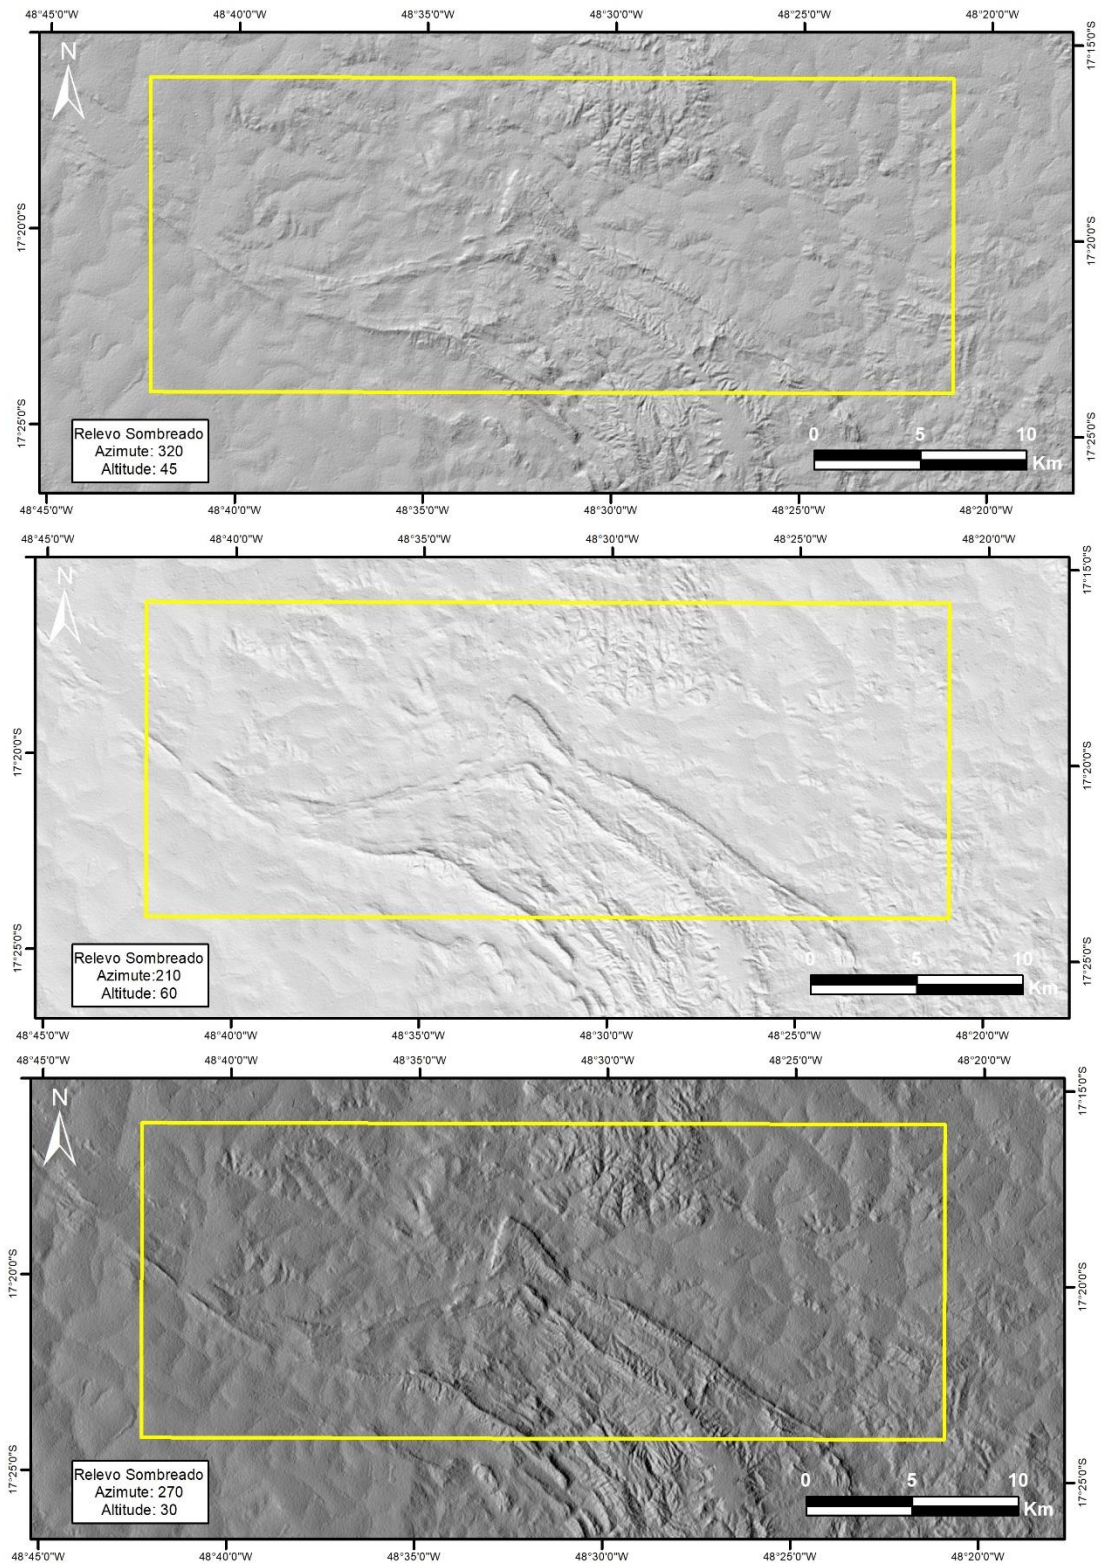 48°45'0"W 48°40'0"W 48°35'0"W 48°30'0"W 48°25'0"W 48°20'0"W
17°15'0"S
N
17°20'0"S
17°20'0"S
17°25'0"S
17°25'0"S
Relevo Sombreado
Azimute: 320
Altitude: 45
0 5 10
Km
48°45'0"W 48°40'0"W 48°35'0"W 48°30'0"W 48°25'0"W 48°20'0"W
48°45'0"W 48°40'0"W 48°35'0"W 48°30'0"W 48°25'0"W 48°20'0"W
17°15'0"S
N
17°20'0"S
17°20'0"S
17°25'0"S
17°25'0"S
Relevo Sombreado
Azimute:210
Altitude: 60
0 5 10
Km
48°45'0"W 48°40'0"W 48°35'0"W 48°30'0"W 48°25'0"W 48°20'0"W
48°45'0"W 48°40'0"W 48°35'0"W 48°30'0"W 48°25'0"W 48°20'0"W
17°15'0"S
N
17°20'0"S
17°20'0"S
17°25'0"S
17°25'0"S
Relevo Sombreado
Azimute: 270
Altitude: 30
0 5 10
Km
48°45'0"W 48°40'0"W 48°35'0"W 48°30'0"W 48°25'0"W 48°20'0"W